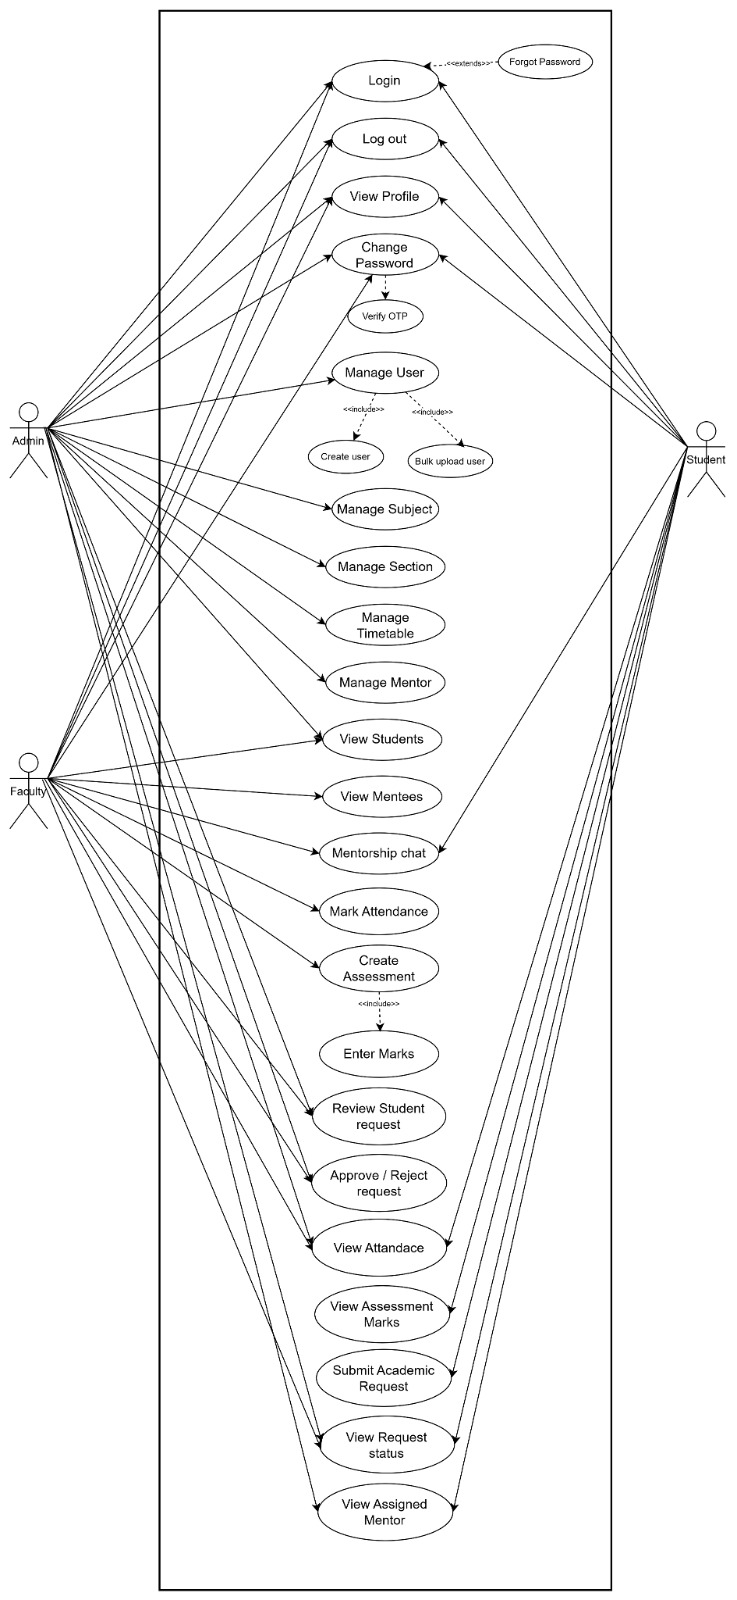 <<extends>>
Forgot Password
Login
Log out
View Profile
Change
Password
Verify OTP
Manage User
<<include>>
<<include>>
Create user
Bulk upload user
Admin
Student
Manage Subject
Manage Section
Manage
Timetable
Manage Mentor
View Students
Faculty
View Mentees
Mentorship chat
Mark Attendance
Create
Assessment
<<include>>
Enter Marks
Review Student
request
Approve / Reject
request
View Attandace
View Assessment
Marks
Submit Academic
Request
View Request
status
View Assigned
Mentor